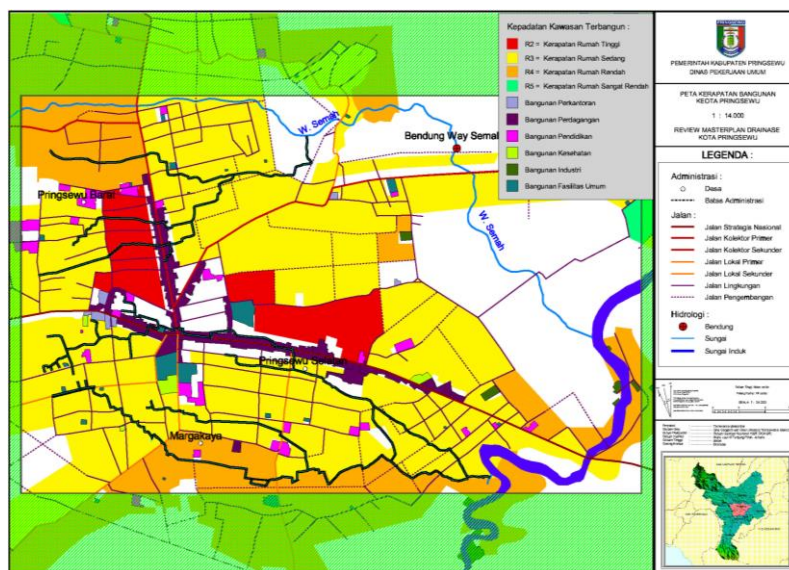 Kepadatan Kawasan Terbangun :
R2 = Kerapatan Rumah Tinggi
R3 = Kerapatan Rumah Sedang
R4 = Kerapatan Rumah Rendah
R5 = Kerapatan Rumah Sangat Rendah
Bangunan Perkantoran
Bangunan Perdagangan
Bangunan Pendidikan
Bangunan Kesehatan
Bangunan Industri
Bangunan Fasilitas Umum
W. Semah
Bendung Way Semah
W. Semah
Pringsewu Barat
Pringsewu Selatan
Margakaya
PEMERINTAH KABUPATEN PRINGSEWU
DINAS PEKERJAAN UMUM
PETA KERAPATAN BANGUNAN
KEOTA PRINGSEWU
1 : 14.000
REVIEW MASTERPLAN DRAINASE
KOTA PRINGSEWU
LEGENDA :
Administrasi :
Desa
Batas Administrasi
Jalan :
Jalan Strategis Nasional
Jalan Kolektor Primer
Jalan Kolektor Sekunder
Jalan Lokal Primer
Jalan Lokal Sekunder
Jalan Lingkungan
Jalan Pengembangan
Hidrologi :
Bendung
Sungai
Sungai Induk